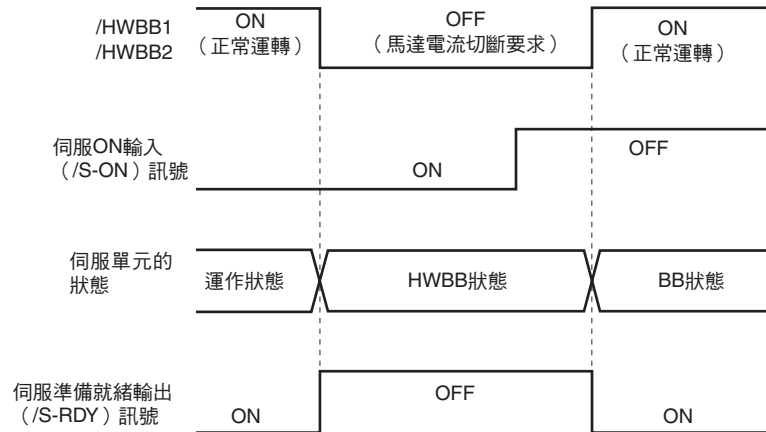 /HWBB1
/HWBB2
ON
（正常運轉）
OFF
（馬達電流切斷要求）
ON
（正常運轉）
伺服ON輸入
（/S-ON）訊號
ON
OFF
伺服單元的
狀態
運作狀態
HWBB狀態
BB狀態
伺服準備就緒輸出
（/S-RDY）訊號
ON
OFF
ON